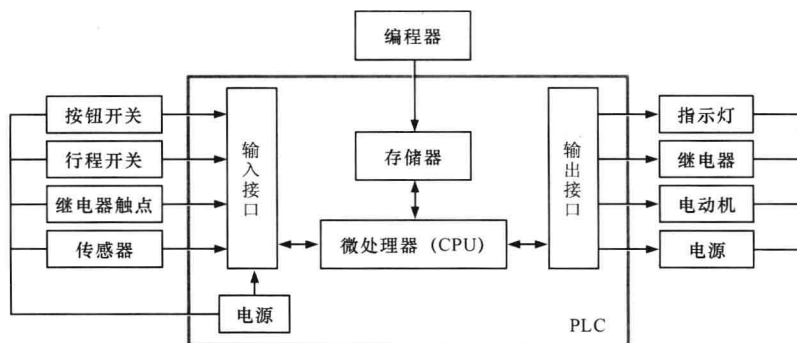 编程器
按钮开关
行程开关
继电器触点
传感器
输入接口
存储器
微处理器（CPU）
电源
输出接口
PLC
指示灯
继电器
电动机
电源